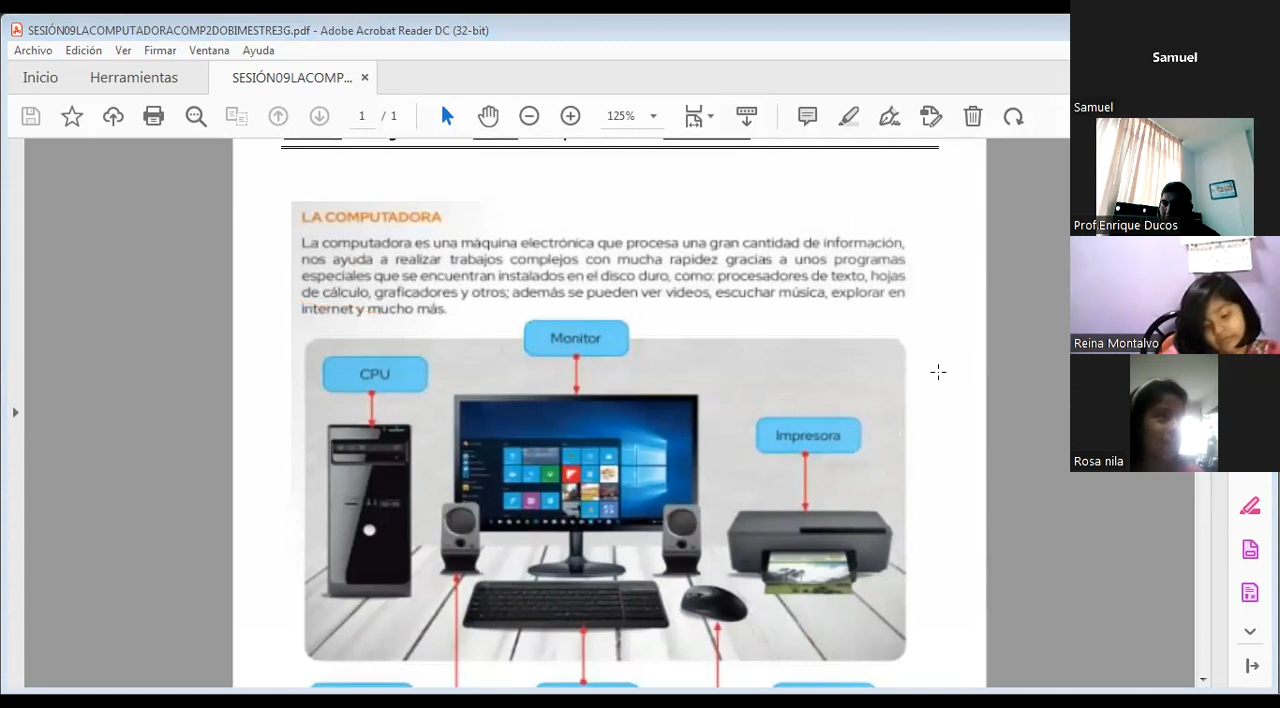 SESIÓN09LACOMPUTADORACOMP2DOBIMESTRE3G.pdf - Adobe Acrobat Reader DC (32-bit)
Archivo Edición Ver Firmar Ventana Ayuda
Inicio Herramientas SESIÓN09LACOMP... ×
1 / 1 125%
LA COMPUTADORA
La computadora es una máquina electrónica que procesa una gran cantidad de información,
nos ayuda a realizar trabajos complejos con mucha rapidez gracias a unos programas
especiales que se encuentran instalados en el disco duro, como: procesadores de texto, hojas
de cálculo, graficadores y otros; además se pueden ver videos, escuchar música, explorar en
internet y mucho más.
Monitor
CPU
Impresora
Samuel
Samuel
Prof.Enrique Ducos
Reina Montalvo
Rosa nila